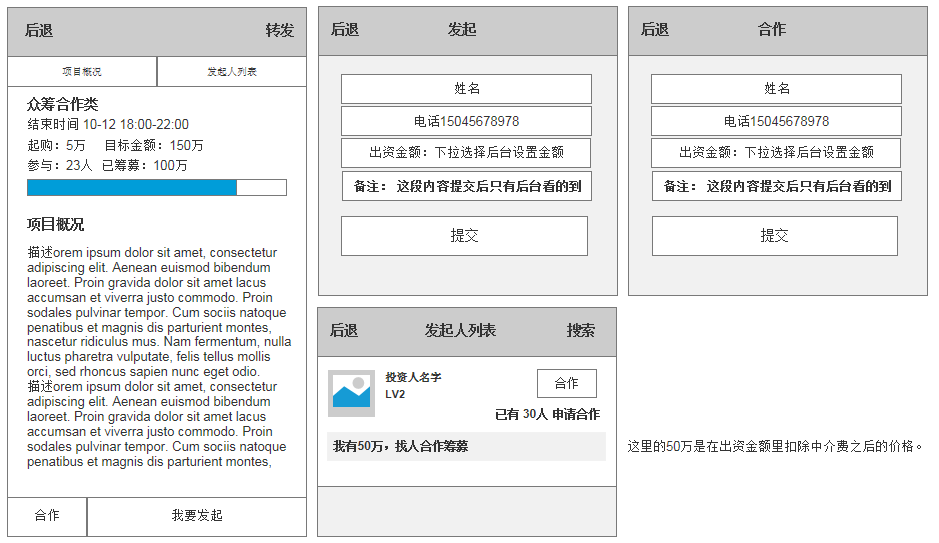 后退 转发
项目概况 发起人列表
众筹合作类
结束时间 10-12 18:00-22:00
起购：5万 目标金额：150万
参与：23人 已筹募：100万
项目概况
描述orem ipsum dolor sit amet, consectetur
adipiscing elit. Aenean euismod bibendum
laoreet. Proin gravida dolor sit amet lacus
accumsan et viverra justo commodo. Proin
sodales pulvinar tempor. Cum sociis natoque
penatibus et magnis dis parturient montes,
nascetur ridiculus mus. Nam fermentum, nulla
luctus pharetra vulputate, felis tellus mollis
orci, sed rhoncus sapien nunc eget odio.
描述orem ipsum dolor sit amet, consectetur
adipiscing elit. Aenean euismod bibendum
laoreet. Proin gravida dolor sit amet lacus
accumsan et viverra justo commodo. Proin
sodales pulvinar tempor. Cum sociis natoque
penatibus et magnis dis parturient montes,
合作 我要发起
后退 发起
姓名
电话15045678978
出资金额：下拉选择后台设置金额
备注： 这段内容提交后只有后台看的到
提交
后退 合作
姓名
电话15045678978
出资金额：下拉选择后台设置金额
备注： 这段内容提交后只有后台看的到
提交
后退 发起人列表 搜索
投资人名字
LV2
合作
已有 30人 申请合作
我有50万，找人合作筹募
这里的50万是在出资金额里扣除中介费之后的价格。